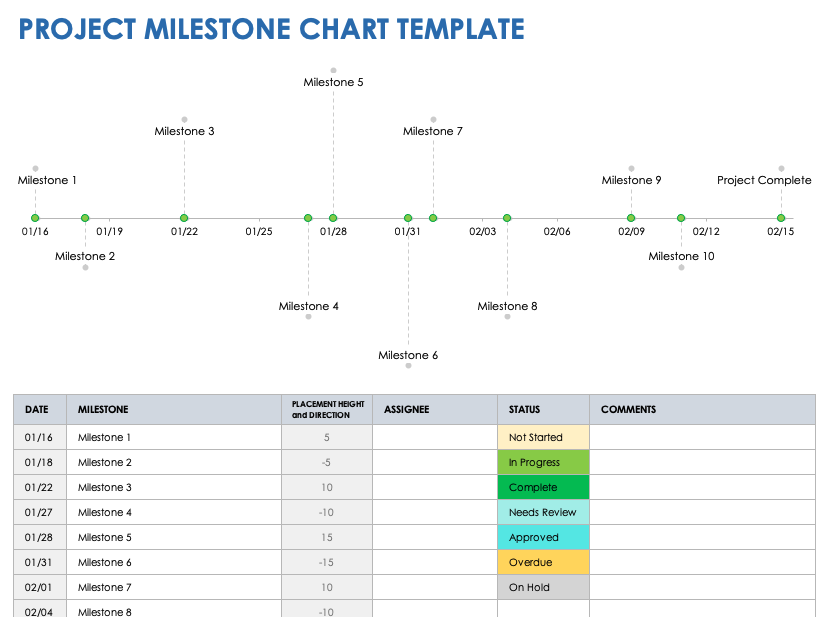 PROJECT MILESTONE CHART TEMPLATE
Milestone 5
Milestone 3
Milestone 7
Milestone 1
Milestone 9
Project Complete
01/16
01/19
01/22
01/25
01/28
01/31
02/03
02/06
02/09
02/12
02/15
Milestone 2
Milestone 10
Milestone 4
Milestone 8
Milestone 6
DATE MILESTONE PLACEMENT HEIGHT and DIRECTION ASSIGNEE STATUS COMMENTS
01/16 Milestone 1 5 Not Started
01/18 Milestone 2 -5 In Progress
01/22 Milestone 3 10 Complete
01/27 Milestone 4 -10 Needs Review
01/28 Milestone 5 15 Approved
01/31 Milestone 6 -15 Overdue
02/01 Milestone 7 10 On Hold
02/04 Milestone 8 -10